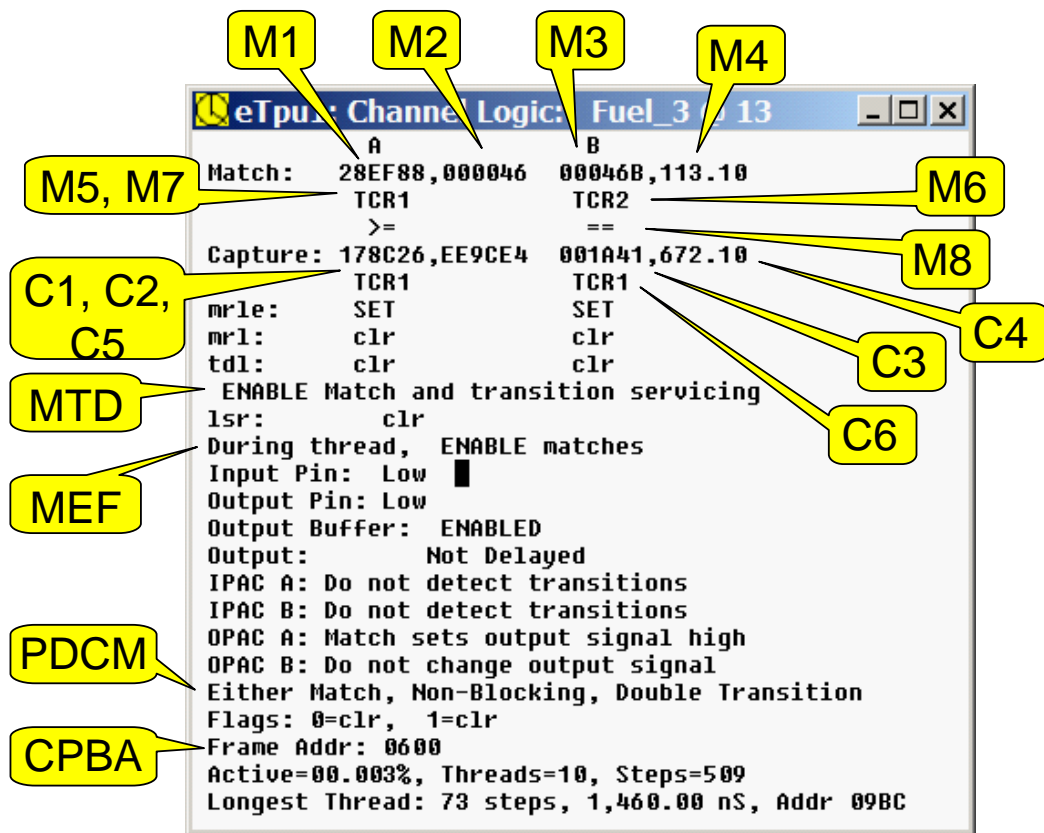 M1
M2
M3
M4
eTpu1: Channel Logic: Fuel_3 @ 13
A B
Match: 28EF88,000046 00046B,113.10
M5, M7
TCR1 TCR2
M6
>= ==
M8
Capture: 178C26,EE9CE4 001A41,672.10
C1, C2,
C5
TCR1 TCR1
C4
mrle: SET SET
mrl: clr clr
C3
tdl: clr clr
MTD
ENABLE Match and transition servicing
lsr: clr
C6
During thread, ENABLE matches
MEF
Input Pin: Low
Output Pin: Low
Output Buffer: ENABLED
Output: Not Delayed
IPAC A: Do not detect transitions
IPAC B: Do not detect transitions
OPAC A: Match sets output signal high
PDCM
OPAC B: Do not change output signal
Either Match, Non-Blocking, Double Transition
Flags: 0=clr, 1=clr
CPBA
Frame Addr: 0600
Active=00.003%, Threads=10, Steps=509
Longest Thread: 73 steps, 1,460.00 nS, Addr 09BC